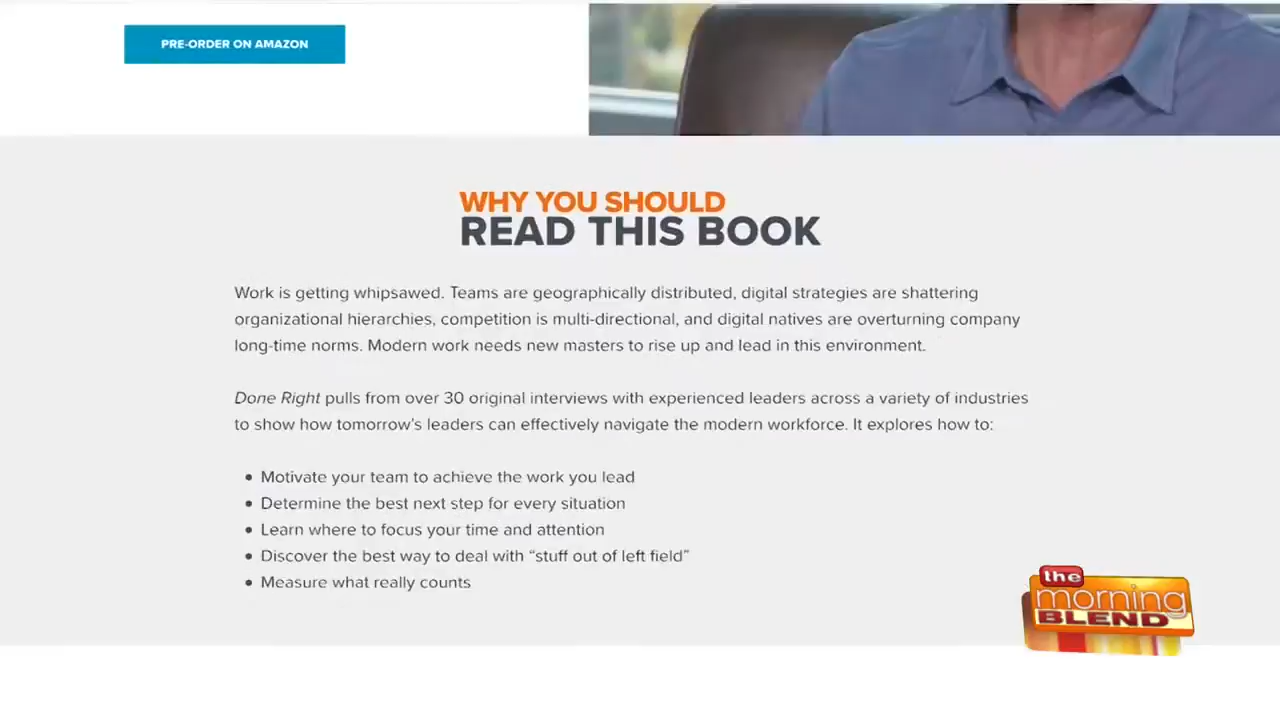 PRE-ORDER ON AMAZON
WHY YOU SHOULD
READ THIS BOOK
Work is getting whipsawed. Teams are geographically distributed, digital strategies are shattering
organizational hierarchies, competition is multi-directional, and digital natives are overturning company
long-time norms. Modern work needs new masters to rise up and lead in this environment.
Done Right pulls from over 30 original interviews with experienced leaders across a variety of industries
to show how tomorrow's leaders can effectively navigate the modern workforce. It explores how to:
• Motivate your team to achieve the work you lead
• Determine the best next step for every situation
• Learn where to focus your time and attention
• Discover the best way to deal with “stuff out of left field”
• Measure what really counts
the
morning
BLEND